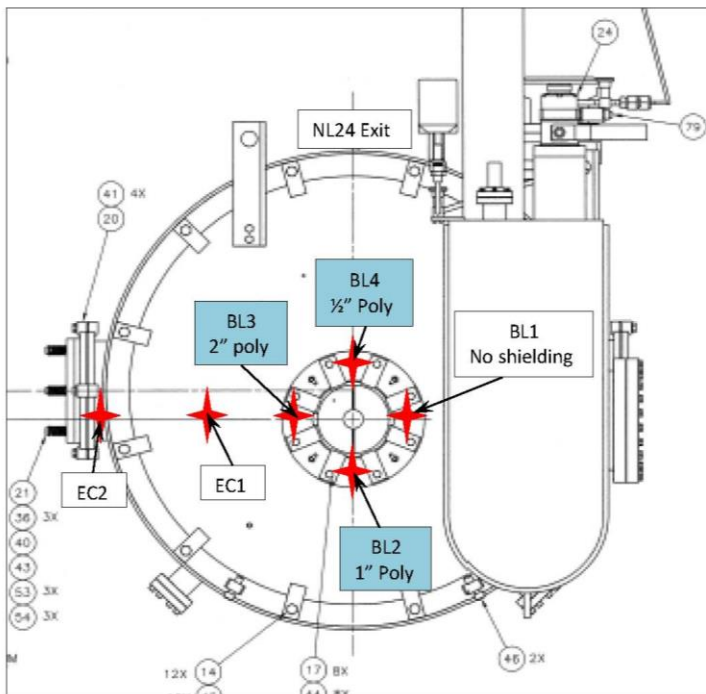 24
NL24 Exit
79
41 4X
20
BL4
½” Poly
BL3
2” poly
BL1
No shielding
EC2
EC1
21
36 3X
40
43
53 3X
54 3X
BL2
1” Poly
M
12X 14
17 8X
46 2X